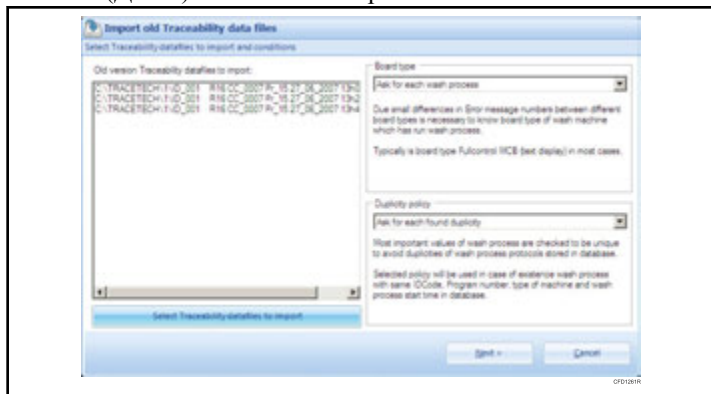 Import old Traceability data files
Select Traceability datafiles to import and conditions
Old version Traceability datafiles to import:
Board type
Ask for each wash process
Due small differences in Error message numbers between different
board types is necessary to know board type of wash machine
which has run wash process.
Typically is board type Fullcontrol MCB (text display) in most cases.
Duplicity policy
Ask for each found duplicity
Most important values of wash process are checked to be unique
to avoid duplicities of wash process protocols stored in database.
Selected policy will be used in case of existence wash process
with same IDCode, Program number, type of machine and wash
process start time in database.
Select Traceability datafiles to import
Next >
Cancel
CFD1261R